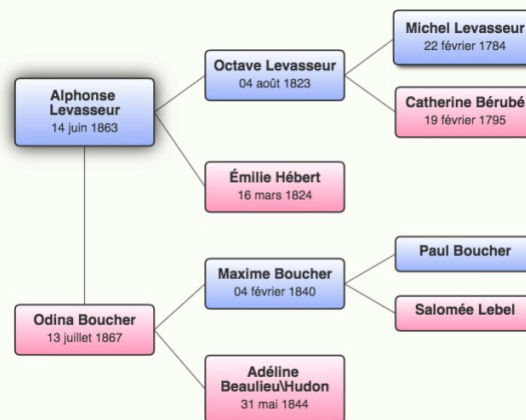 Michel Levasseur
22 février 1784
Octave Levasseur
04 août 1823
Alphonse
Levasseur
14 juin 1863
Catherine Bérubé
19 février 1795
Émilie Hébert
16 mars 1824
Paul Boucher
Maxime Boucher
04 février 1840
Salomée Lebel
Odina Boucher
13 juillet 1867
Adéline
Beaulieu\Hudon
31 mai 1844